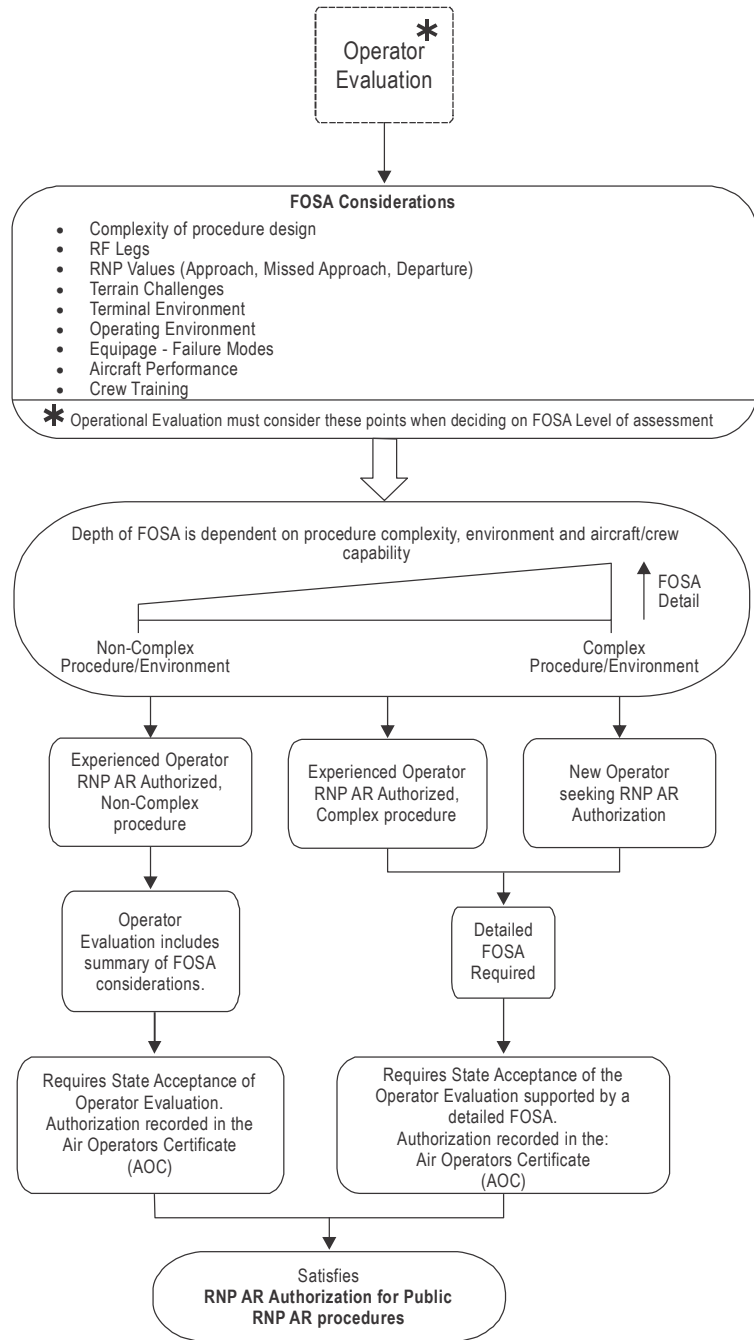 Operator *
Evaluation
FOSA Considerations
• Complexity of procedure design
• RF Legs
• RNP Values (Approach, Missed Approach, Departure)
• Terrain Challenges
• Terminal Environment
• Operating Environment
• Equipage - Failure Modes
• Aircraft Performance
• Crew Training
* Operational Evaluation must consider these points when deciding on FOSA Level of assessment
Depth of FOSA is dependent on procedure complexity, environment and aircraft/crew
capability
FOSA
Detail
Non-Complex
Procedure/Environment
Complex
Procedure/Environment
Experienced Operator
RNP AR Authorized,
Non-Complex
procedure
Experienced Operator
RNP AR Authorized,
Complex procedure
New Operator
seeking RNP AR
Authorization
Operator
Evaluation includes
summary of FOSA
considerations.
Detailed
FOSA
Required
Requires State Acceptance of
Operator Evaluation.
Authorization recorded in the
Air Operators Certificate
(AOC)
Requires State Acceptance of the
Operator Evaluation supported by a
detailed FOSA.
Authorization recorded in the:
Air Operators Certificate
(AOC)
Satisfies
RNP AR Authorization for Public
RNP AR procedures